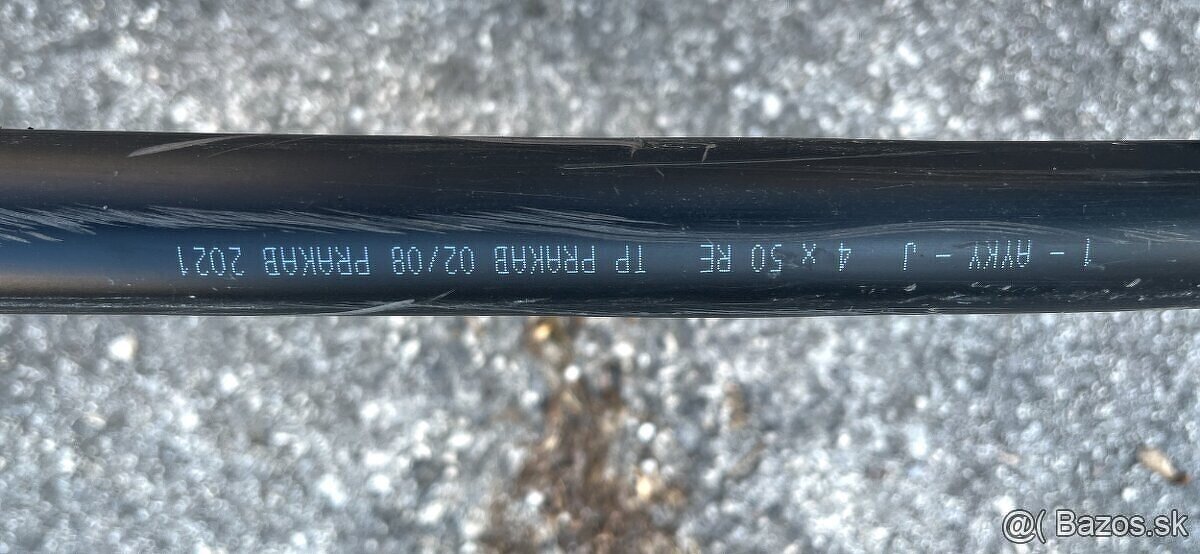 1 - AYKY - J 4 x 50 RE TP PRAKAB 02/08 PRAKAB 2021
@( Bazos.sk